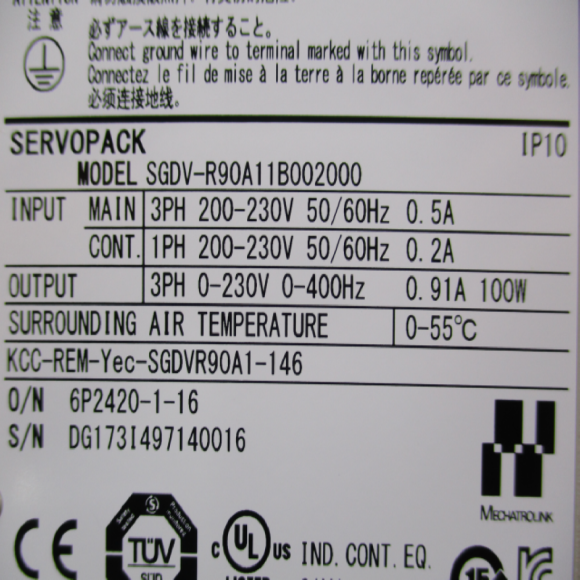 注意 必ずアース線を接続すること。
Connect ground wire to terminal marked with this symbol.
Connectez le fil de mise à la terre à la borne repérée par ce symbole.
必须连接地线。
SERVOPACK IP10
MODEL SGDV-R90A11B002000
INPUT MAIN 3PH 200-230V 50/60Hz 0.5A
CONT. 1PH 200-230V 50/60Hz 0.2A
OUTPUT 3PH 0-230V 0-400Hz 0.91A 100W
SURROUNDING AIR TEMPERATURE 0-55℃
KCC-REM-Yec-SGDVR90A1-146
O/N 6P2420-1-16
S/N DG173I497140016
MECHATROLINK
CE TÜV SÜD c UL US IND. CONT. EQ.
LISTED
15